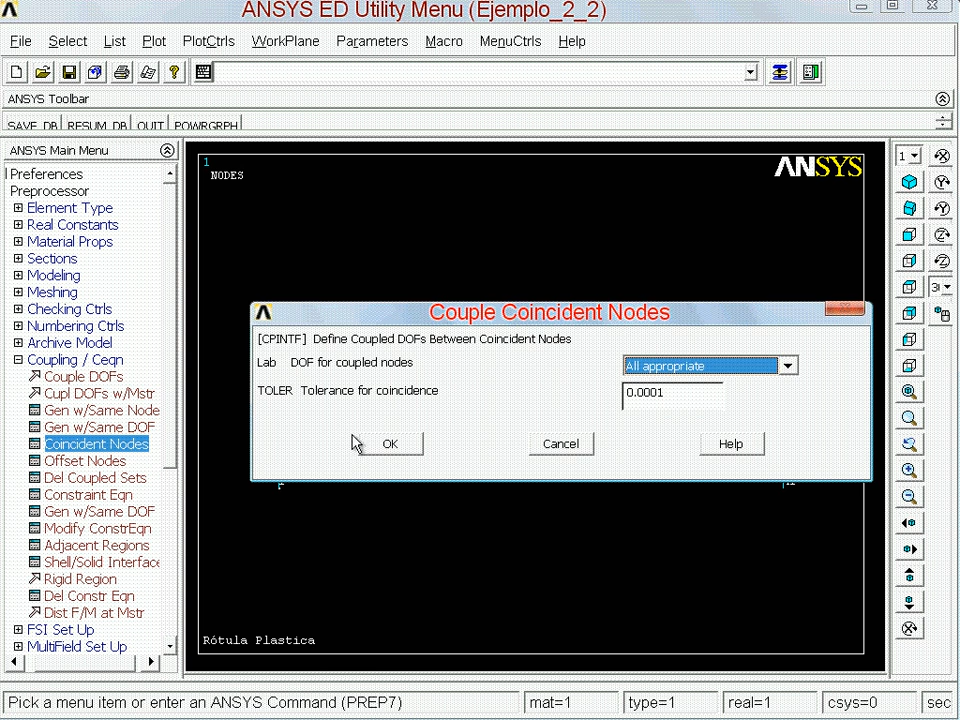 ANSYS ED Utility Menu (Ejemplo_2_2)
File Select List Plot PlotCtrls WorkPlane Parameters Macro MenuCtrls Help
ANSYS Toolbar
SAVE_DB RESUM_DB QUIT POWRGRPH
ANSYS Main Menu
Preferences
Preprocessor
Element Type
Real Constants
Material Props
Sections
Modeling
Meshing
Checking Ctrls
Numbering Ctrls
Archive Model
Coupling / Ceqn
Couple DOFs
Cupl DOFs w/Mstr
Gen w/Same Node
Gen w/Same DOF
Coincident Nodes
Offset Nodes
Del Coupled Sets
Constraint Eqn
Gen w/Same DOF
Modify ConstrEqn
Adjacent Regions
Shell/Solid Interface
Rigid Region
Del Constr Eqn
Dist F/M at Mstr
FSI Set Up
MultiField Set Up
1
NODES
ANSYS
Couple Coincident Nodes
[CPINTF] Define Coupled DOFs Between Coincident Nodes
Lab DOF for coupled nodes All appropriate
TOLER Tolerance for coincidence 0.0001
OK Cancel Help
Rótula Plastica
1
Pick a menu item or enter an ANSYS Command (PREP7) mat=1 type=1 real=1 csys=0 sec